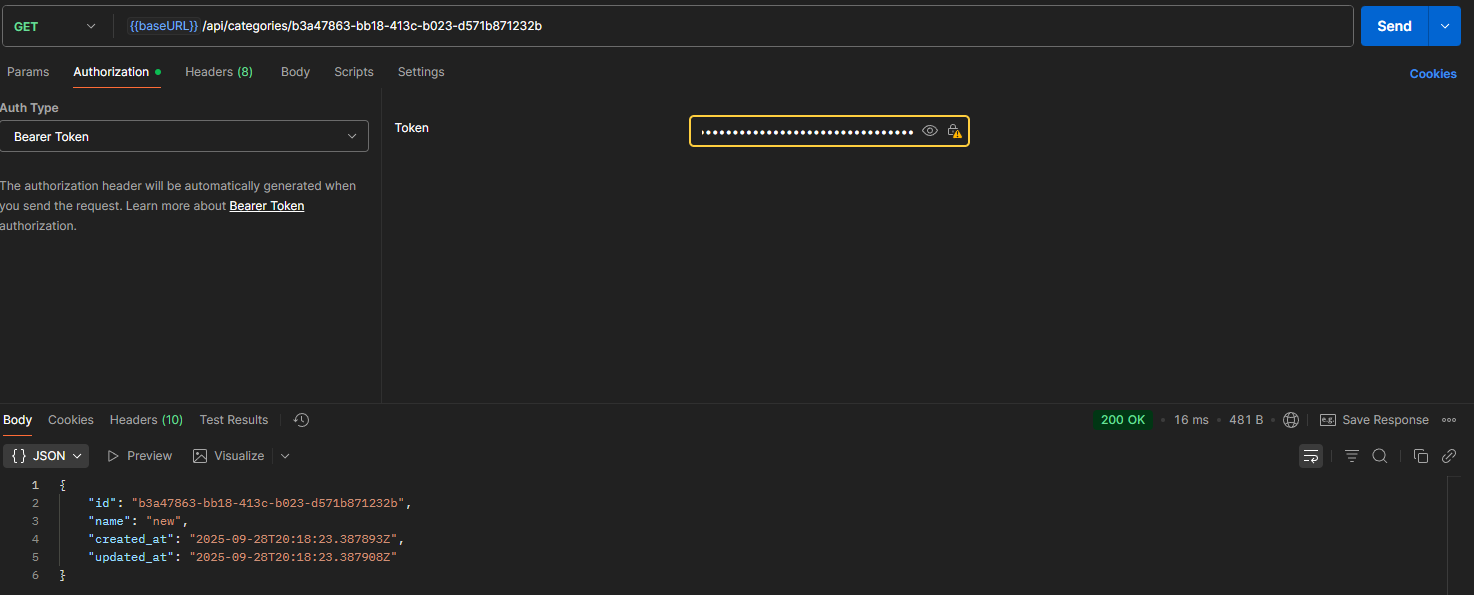 GET {{baseURL}} /api/categories/b3a47863-bb18-413c-b023-d571b871232b Send
Params Authorization Headers (8) Body Scripts Settings Cookies
Auth Type
Bearer Token
Token
The authorization header will be automatically generated when
you send the request. Learn more about Bearer Token
authorization.
Body Cookies Headers (10) Test Results 200 OK 16 ms 481 B e.g. Save Response
{} JSON Preview Visualize
1 {
2 "id": "b3a47863-bb18-413c-b023-d571b871232b",
3 "name": "new",
4 "created_at": "2025-09-28T20:18:23.387893Z",
5 "updated_at": "2025-09-28T20:18:23.387908Z"
6 }